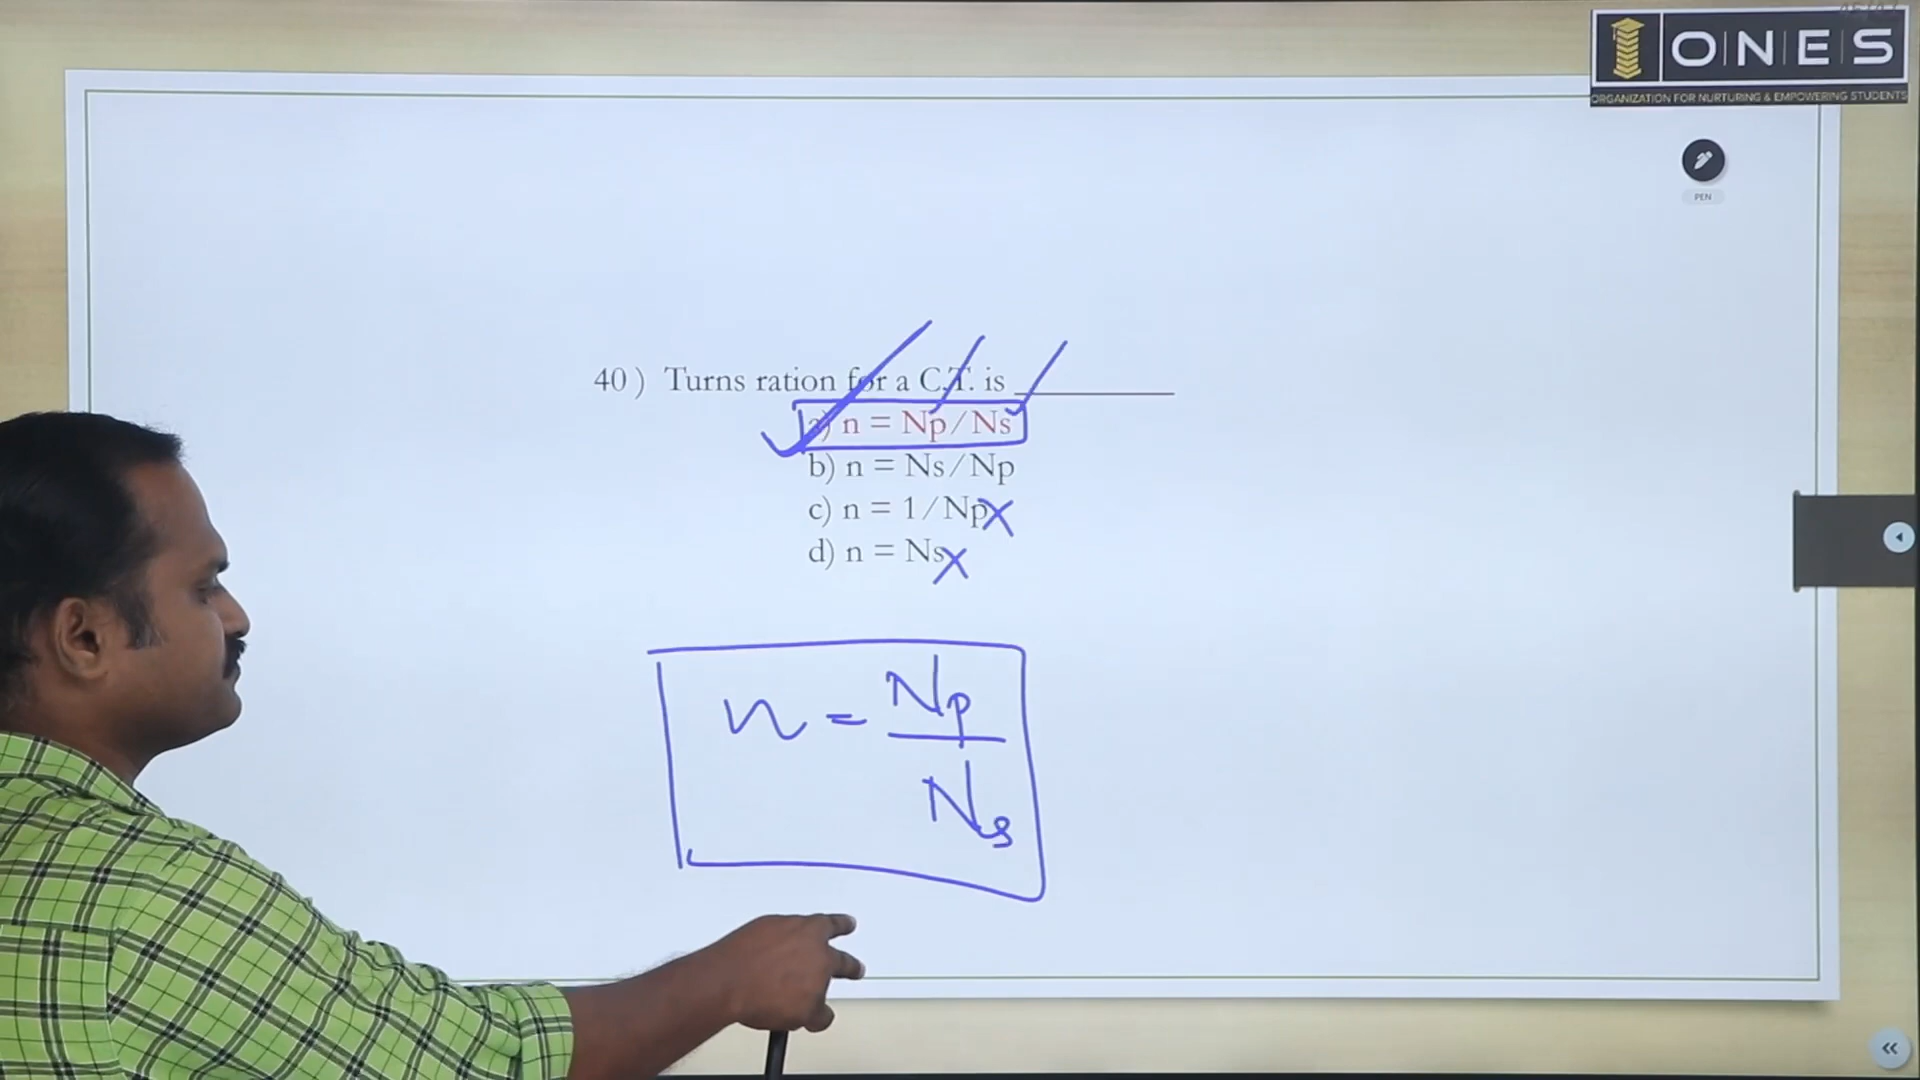 ONES
ORGANIZATION FOR NURTURING & EMPOWERING STUDENTS
PEN
40 ) Turns ration for a C.T. is ____________
a) n = Np/Ns
b) n = Ns/Np
c) n = 1/Np X
d) n = Ns X
n = Np
Ns